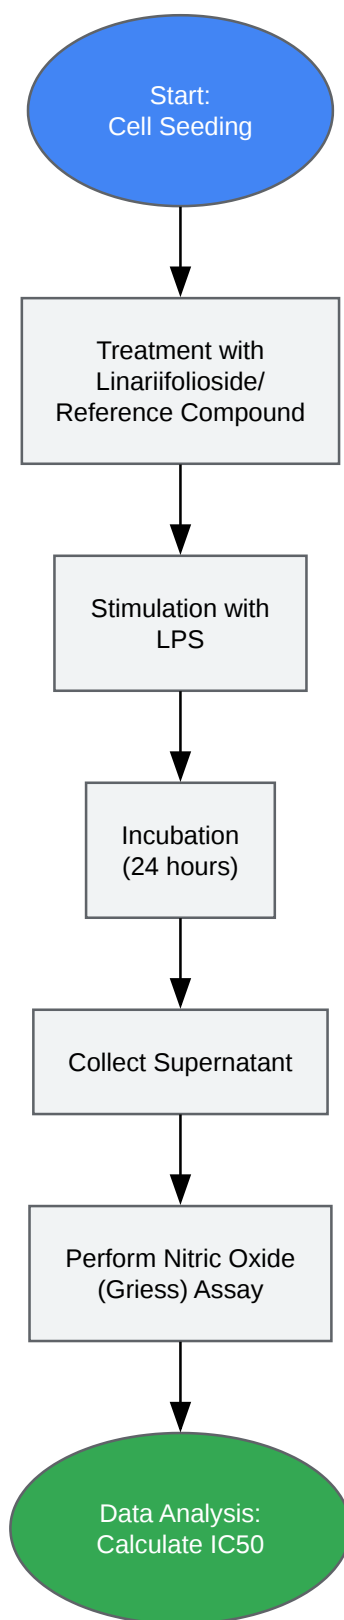 Start:
Cell Seeding
Treatment with
Linariifolioside/
Reference Compound
Stimulation with
LPS
Incubation
(24 hours)
Collect Supernatant
Perform Nitric Oxide
(Griess) Assay
Data Analysis:
Calculate IC50